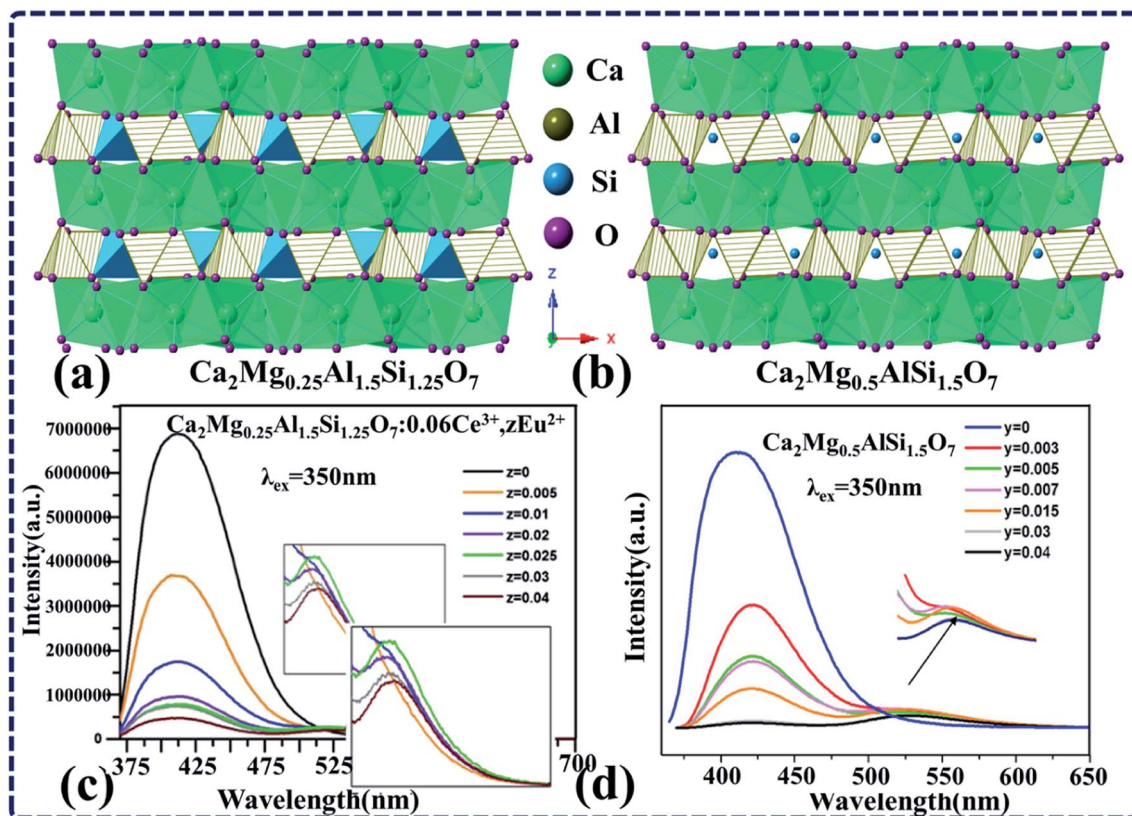 Ca
Al
Si
O
z
y
x
(a) Ca₂Mg₀.₂₅Al₁.₅Si₁.₂₅O₇
(b) Ca₂Mg₀.₅AlSi₁.₅O₇
Ca₂Mg₀.₂₅Al₁.₅Si₁.₂₅O₇:0.06Ce³⁺,zEu²⁺
λex=350nm
z=0
z=0.005
z=0.01
z=0.02
z=0.025
z=0.03
z=0.04
Intensity(a.u.)
7000000
6000000
5000000
4000000
3000000
2000000
1000000
0
375 425 475 525 700
Wavelength(nm)
(c)
Ca₂Mg₀.₅AlSi₁.₅O₇
λex=350nm
y=0
y=0.003
y=0.005
y=0.007
y=0.015
y=0.03
y=0.04
Intensity(a.u.)
400 450 500 550 600 650
Wavelength(nm)
(d)